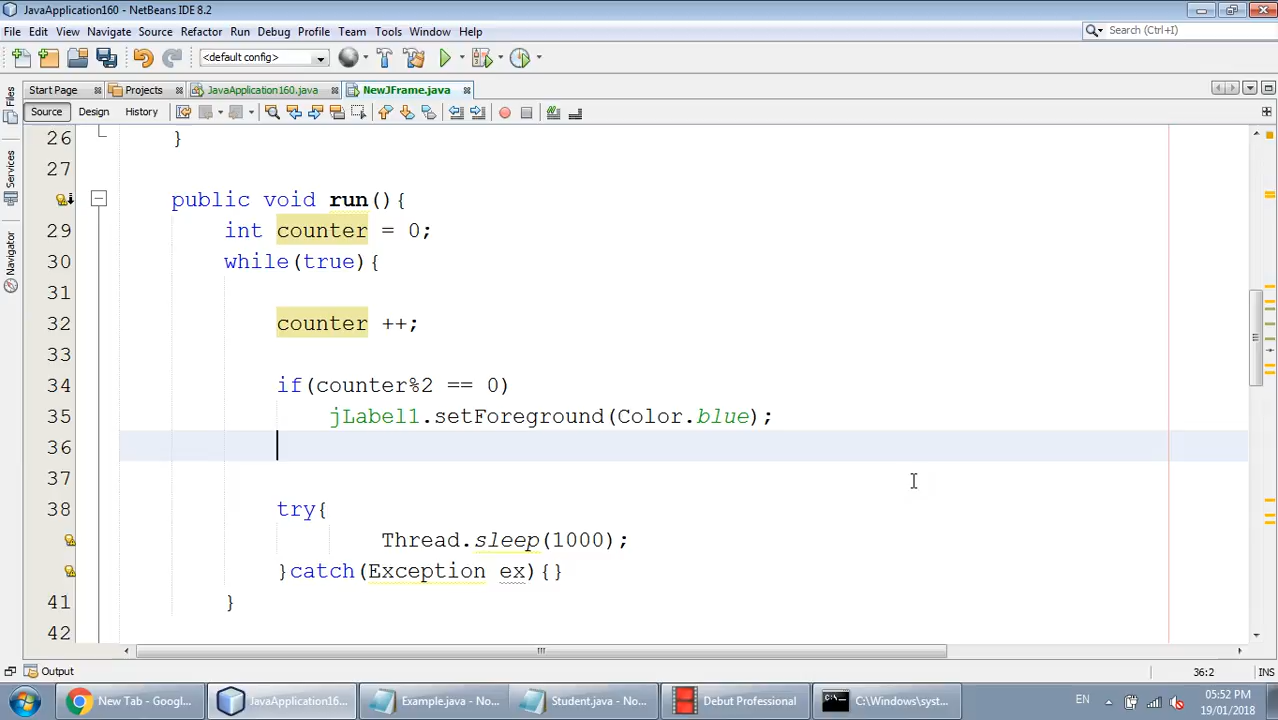 JavaApplication160 - NetBeans IDE 8.2
File Edit View Navigate Source Refactor Run Debug Profile Team Tools Window Help
Search (Ctrl+I)
<default config>
Start Page Projects JavaApplication160.java NewJFrame.java
Source Design History
Files
Services
Navigator
26 }
27
public void run(){
29 int counter = 0;
30 while(true){
31
32 counter ++;
33
34 if(counter%2 == 0)
35 jLabel1.setForeground(Color.blue);
36
37
38 try{
Thread.sleep(1000);
}catch(Exception ex){}
41 }
42
Output
36:2 INS
New Tab - Googl... JavaApplication16... Example.java - No... Student.java - No... Debut Professional C:\Windows\syst...
EN
05:52 PM
19/01/2018